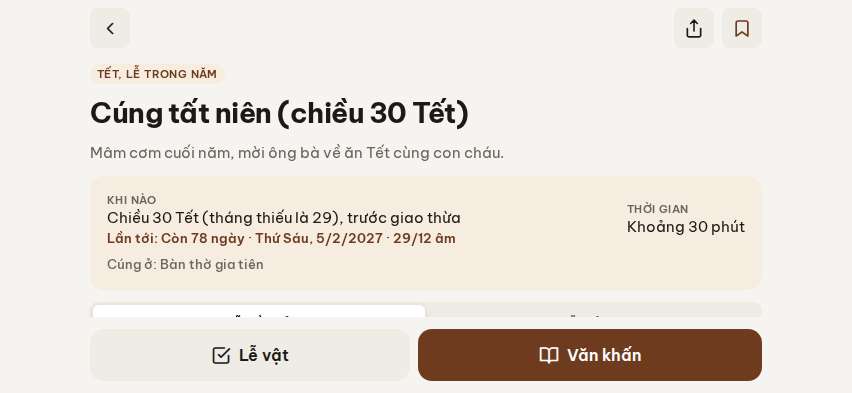 TẾT, LỄ TRONG NĂM
Cúng tất niên (chiều 30 Tết)
Mâm cơm cuối năm, mời ông bà về ăn Tết cùng con cháu.
KHI NÀO
Chiều 30 Tết (tháng thiếu là 29), trước giao thừa
Lần tới: Còn 78 ngày · Thứ Sáu, 5/2/2027 · 29/12 âm
Cúng ở: Bàn thờ gia tiên
THỜI GIAN
Khoảng 30 phút
Lễ vật
Văn khấn